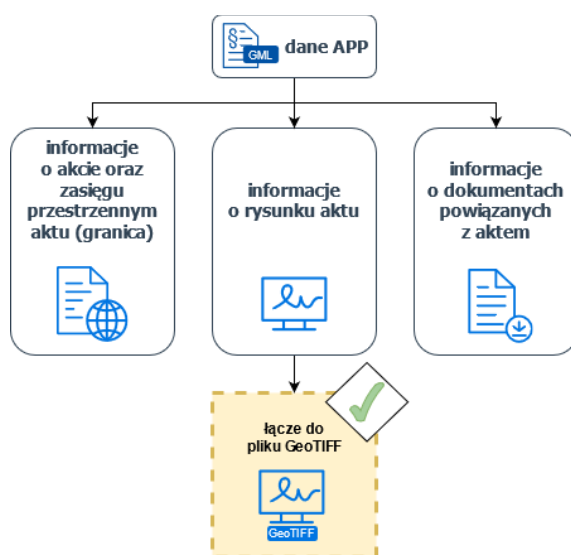 §
GML
dane APP
informacje
o akcie oraz
zasięgu
przestrzennym
aktu (granica)
informacje
o rysunku aktu
informacje
o dokumentach
powiązanych
z aktem
łącze do
pliku GeoTIFF
GeoTIFF